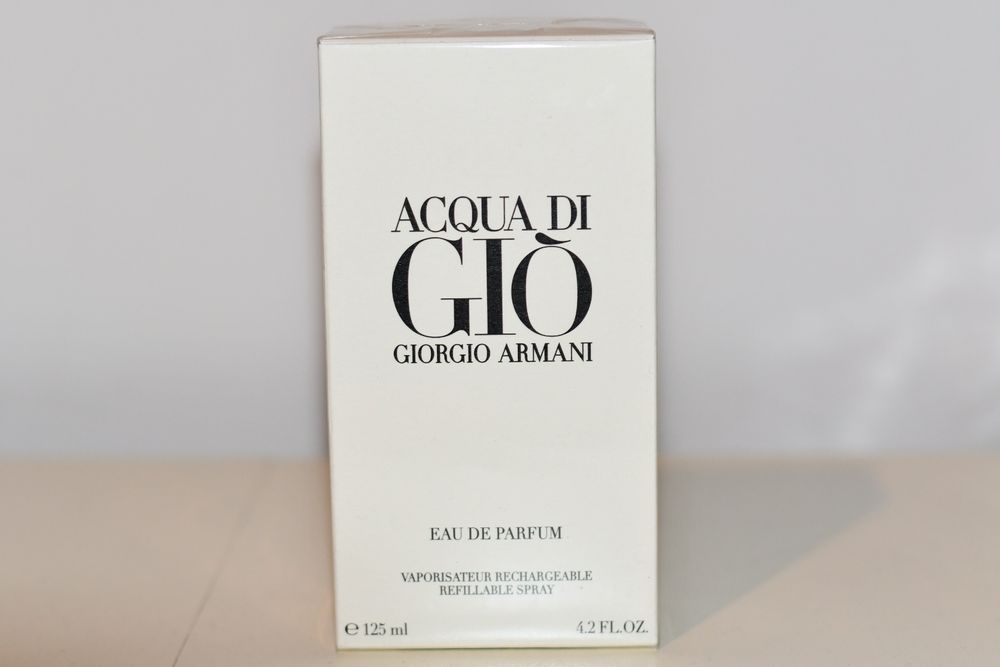 ACQUA DI
GIÒ
GIORGIO ARMANI
EAU DE PARFUM
VAPORISATEUR RECHARGEABLE
REFILLABLE SPRAY
℮ 125 ml 4.2 FL.OZ.